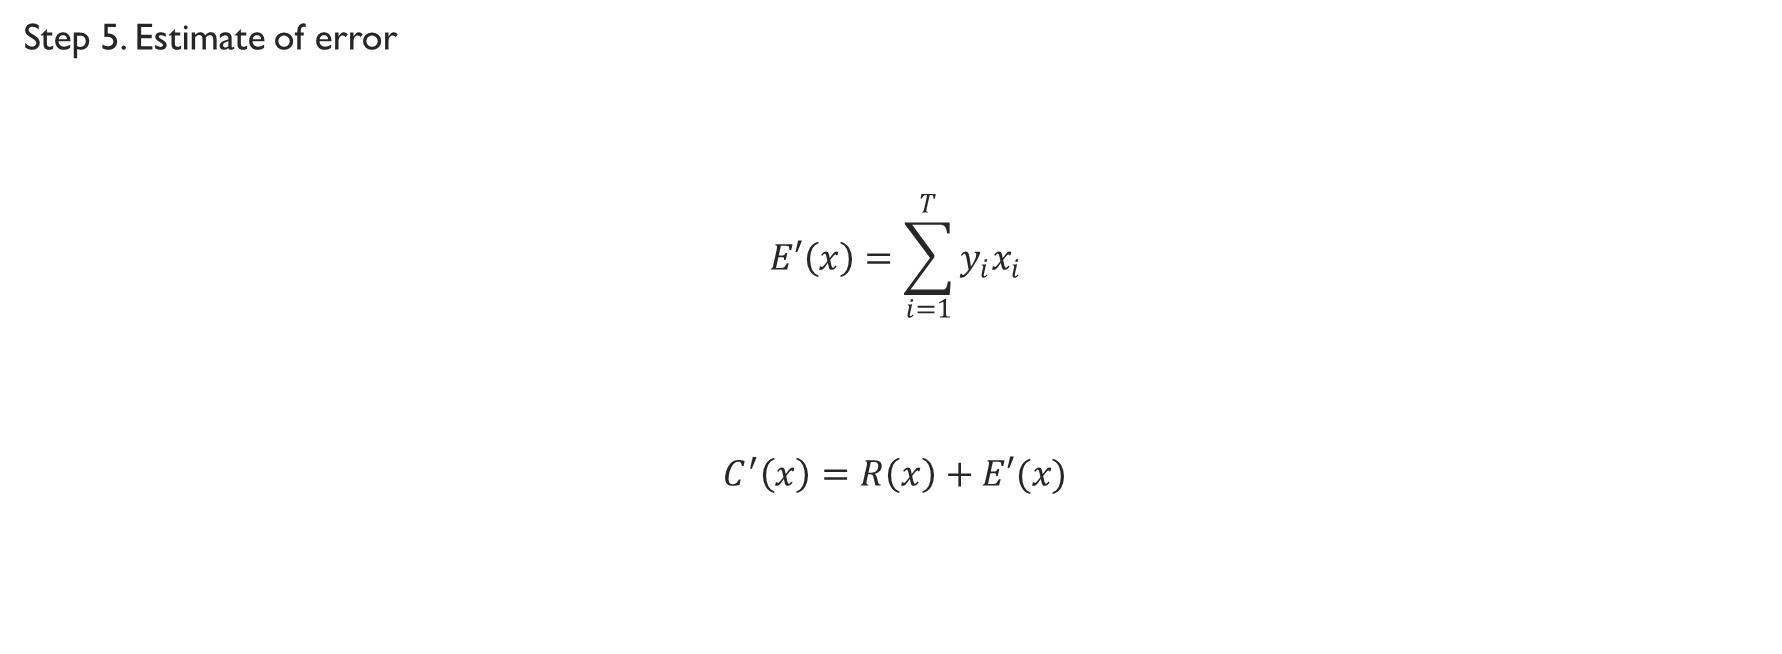 Step 5. Estimate of error
E′(x) = ∑_{i=1}^{T} y_i x_i
C′(x) = R(x) + E′(x)